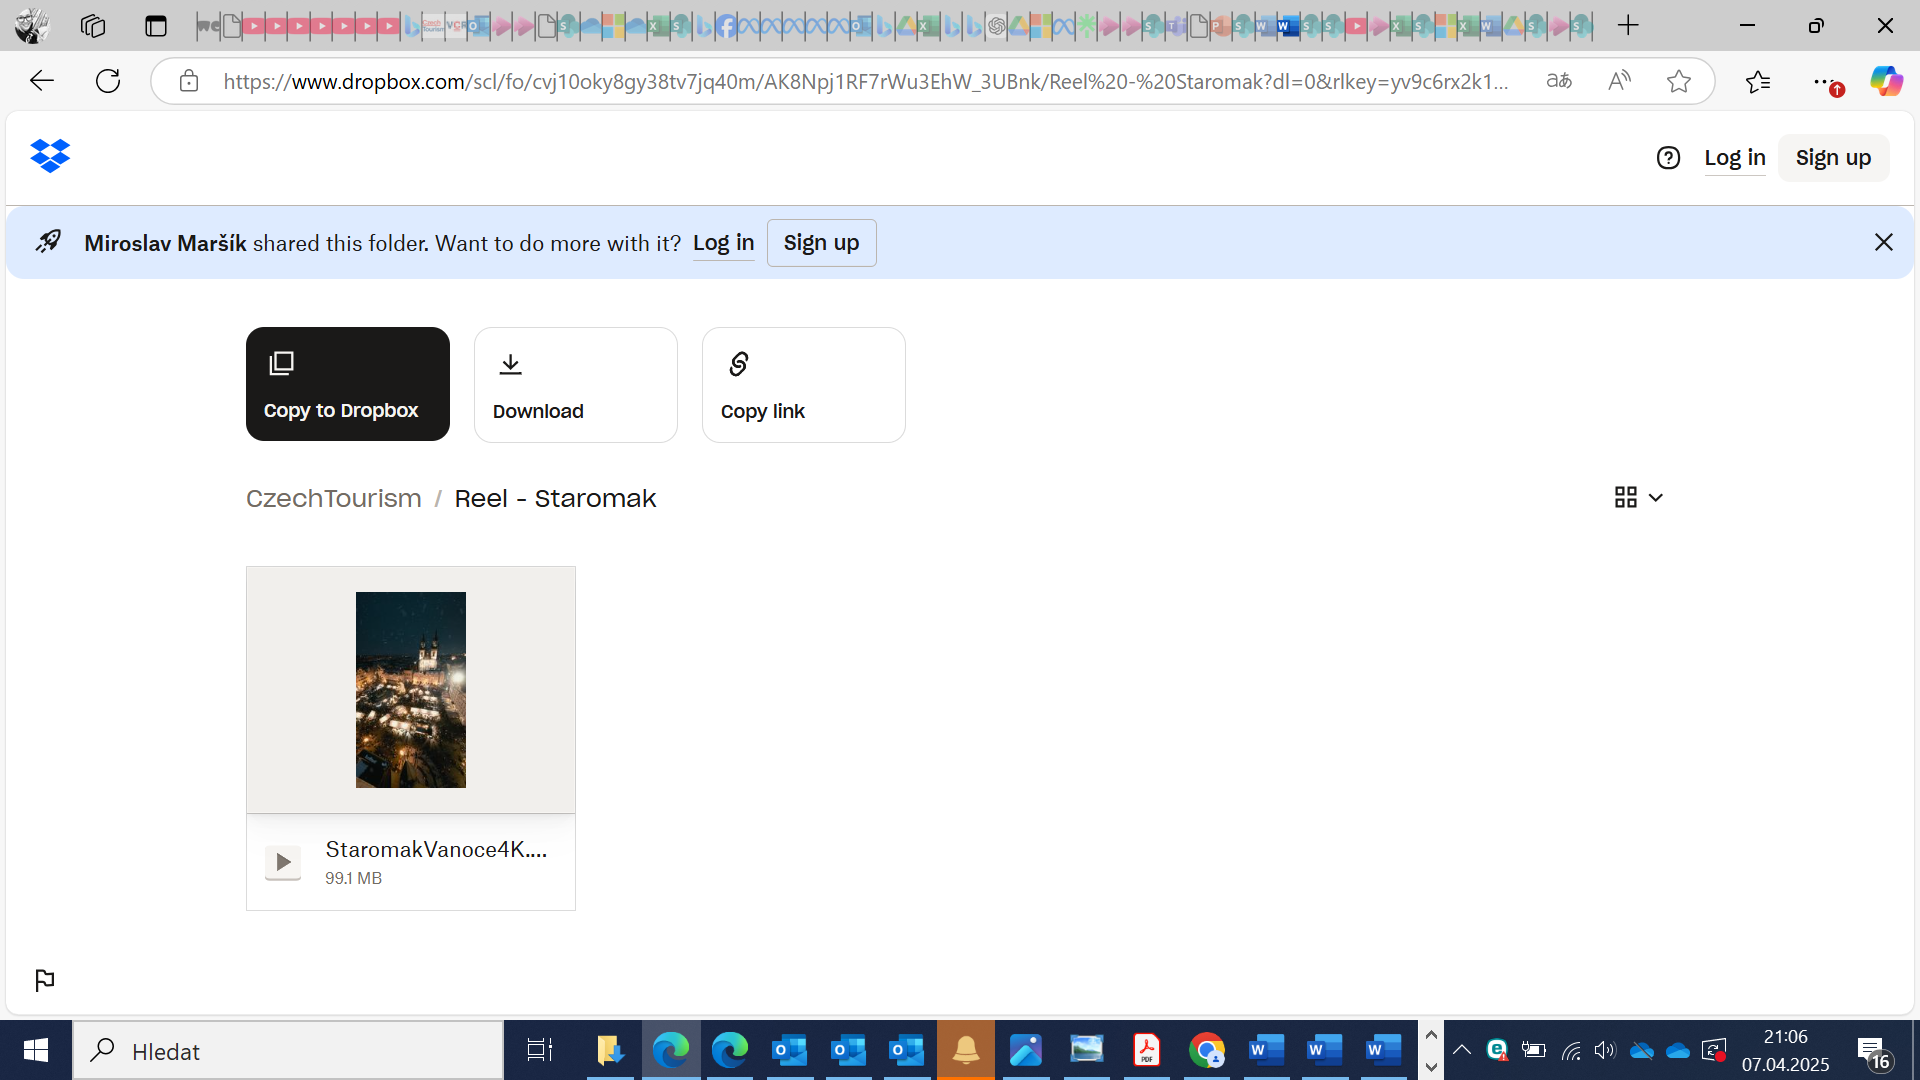 https://www.dropbox.com/scl/fo/cvj10oky8gy38tv7jq40m/AK8Npj1RF7rWu3EhW_3UBnk/Reel%20-%20Staromak?dl=0&rlkey=yv9c6rx2k1...
Log in
Sign up
Miroslav Maršík shared this folder. Want to do more with it? Log in Sign up
Copy to Dropbox
Download
Copy link
CzechTourism / Reel - Staromak
StaromakVanoce4K....
99.1 MB
Hledat
21:06
07.04.2025
16